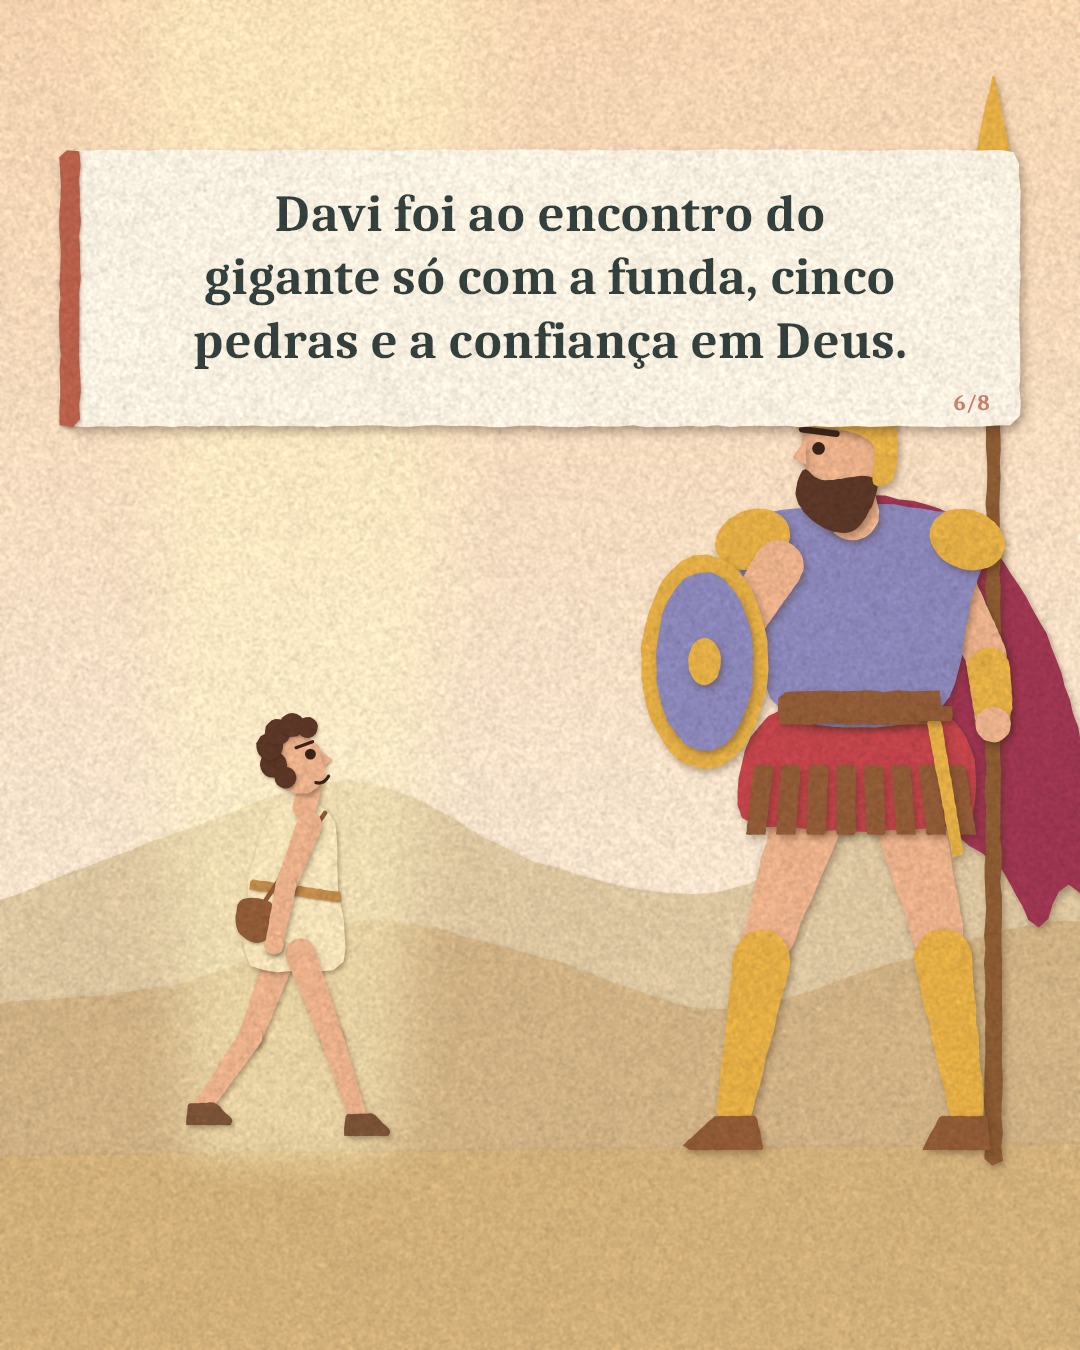 Davi foi ao encontro do
gigante só com a funda, cinco
pedras e a confiança em Deus.
6/8